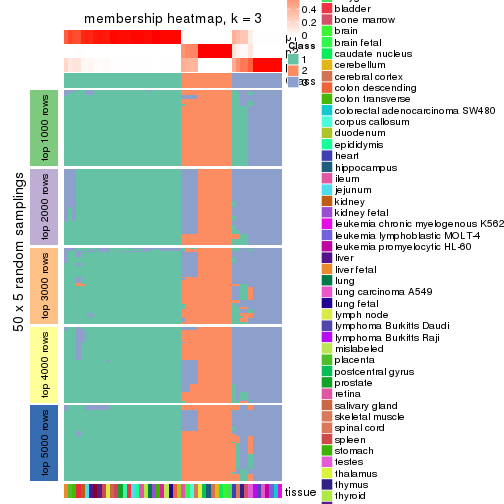 membership heatmap, k = 3
50 x 5 random samplings
top 1000 rows
top 2000 rows
top 3000 rows
top 4000 rows
top 5000 rows
0.4
0.2
0
Class
1
2
tissue
bladder
bone marrow
brain
brain fetal
caudate nucleus
cerebellum
cerebral cortex
colon descending
colon transverse
colorectal adenocarcinoma SW480
corpus callosum
duodenum
epididymis
heart
hippocampus
ileum
jejunum
kidney
kidney fetal
leukemia chronic myelogenous K562
leukemia lymphoblastic MOLT-4
leukemia promyelocytic HL-60
liver
liver fetal
lung
lung carcinoma A549
lung fetal
lymph node
lymphoma Burkitts Daudi
lymphoma Burkitts Raji
mislabeled
placenta
postcentral gyrus
prostate
retina
salivary gland
skeletal muscle
spinal cord
spleen
stomach
testes
thalamus
thymus
thyroid